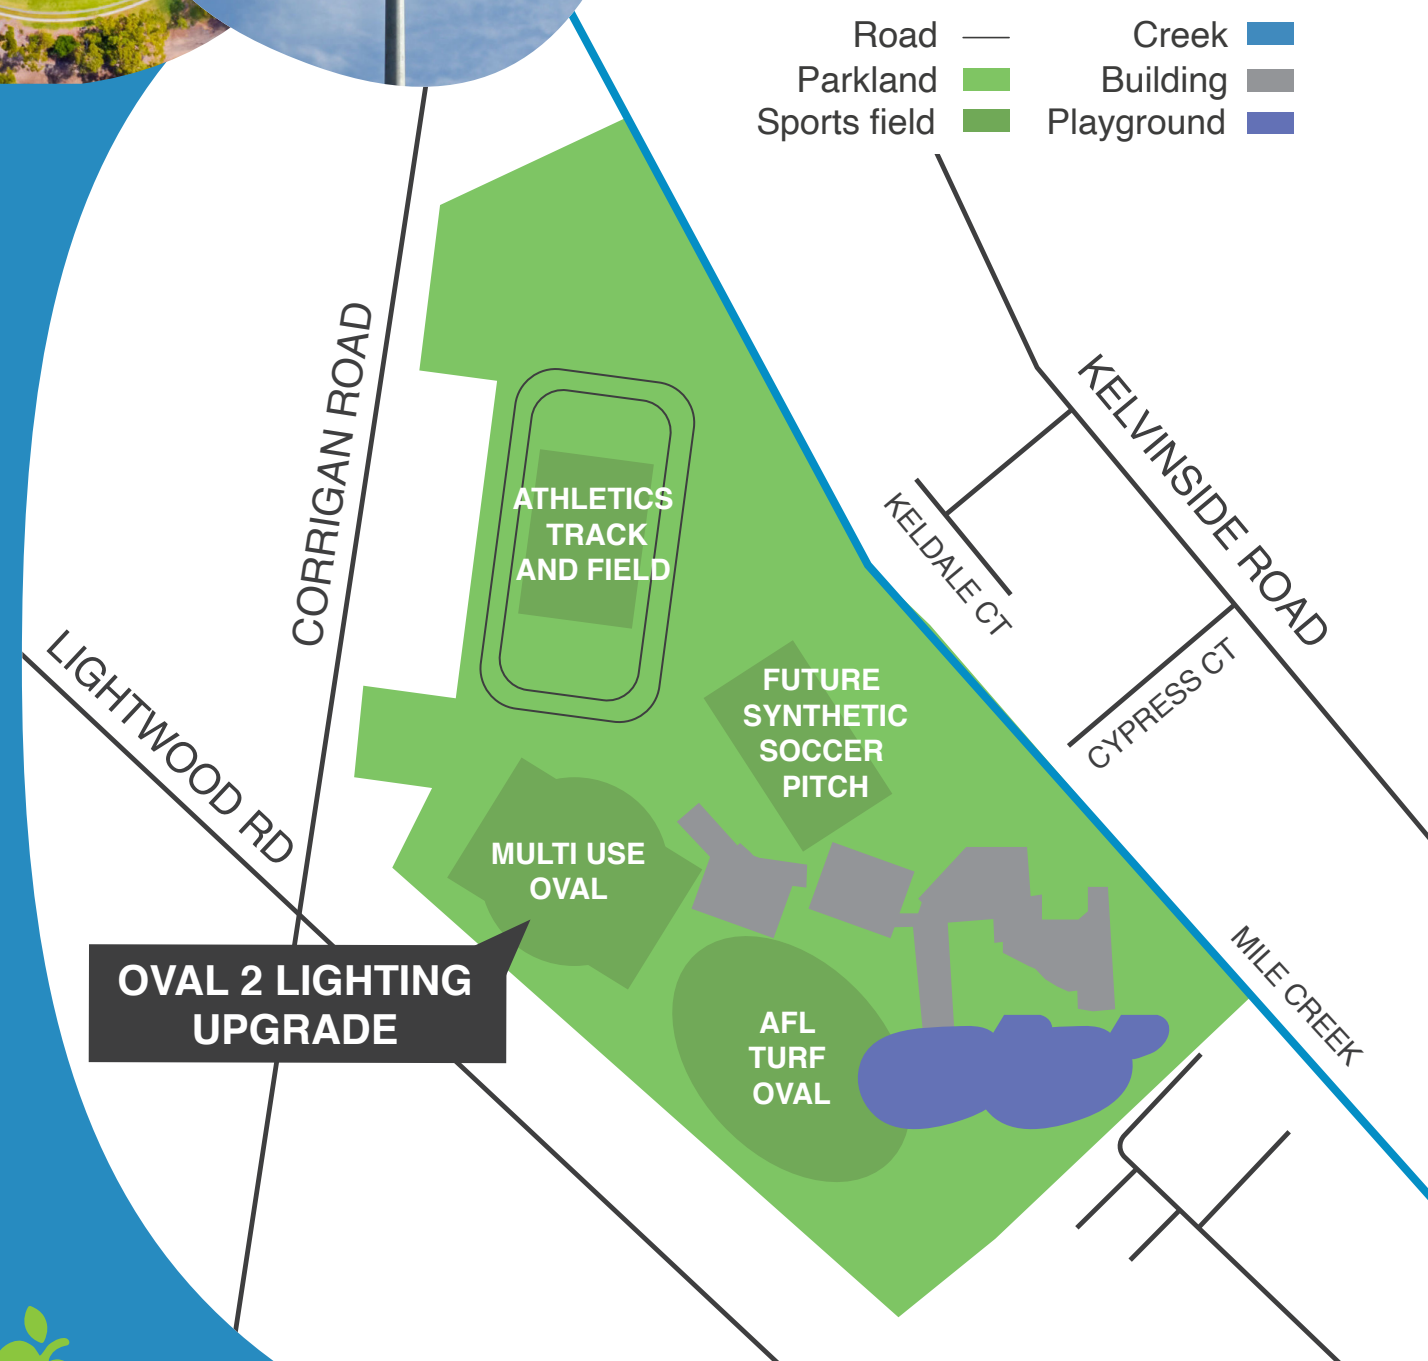 Road
Parkland
Sports field
Creek
Building
Playground
CORRIGAN ROAD
KELVINSIDE ROAD
KELDALE CT
CYPRESS CT
LIGHTWOOD RD
ATHLETICS
TRACK
AND FIELD
FUTURE
SYNTHETIC
SOCCER
PITCH
MULTI USE
OVAL
OVAL 2 LIGHTING
UPGRADE
AFL
TURF
OVAL
MILE CREEK